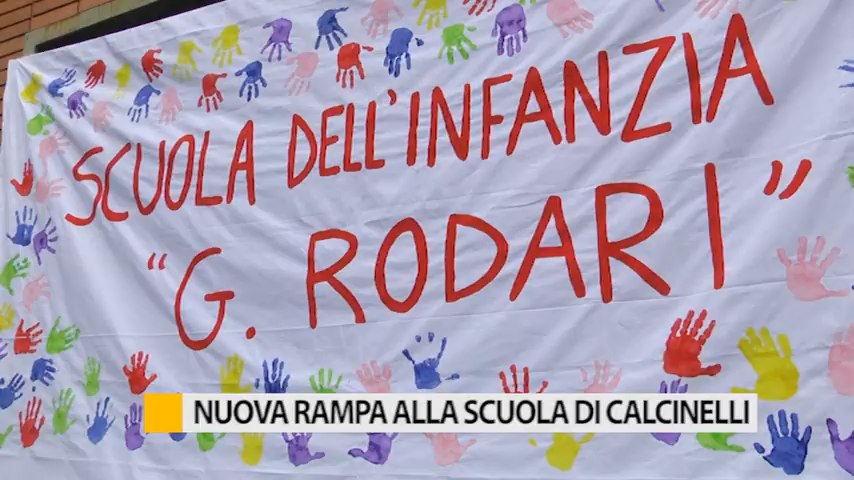 SCUOLA DELL'INFANZIA
"G. RODARI"
NUOVA RAMPA ALLA SCUOLA DI CALCINELLI